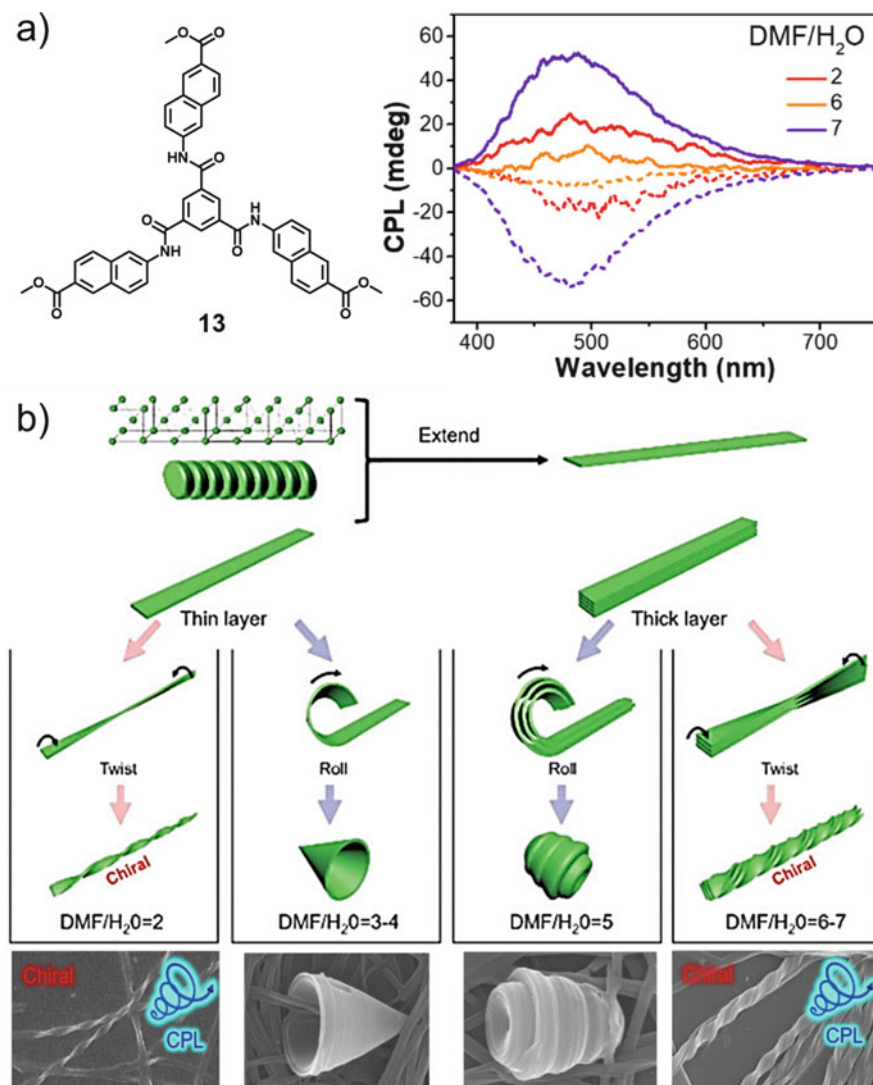 a)
O
O
NH
O
O
N
H
O
H
N
O
O
O
O
O
13
DMF/H2O
2
6
7
CPL (mdeg)
60
40
20
0
-20
-40
-60
400
500
600
700
Wavelength (nm)
b)
Extend
Thin layer
Thick layer
Twist
Roll
Roll
Twist
Chiral
Chiral
DMF/H20=2
DMF/H20=3-4
DMF/H20=5
DMF/H20=6-7
Chiral
CPL
Chiral
CPL